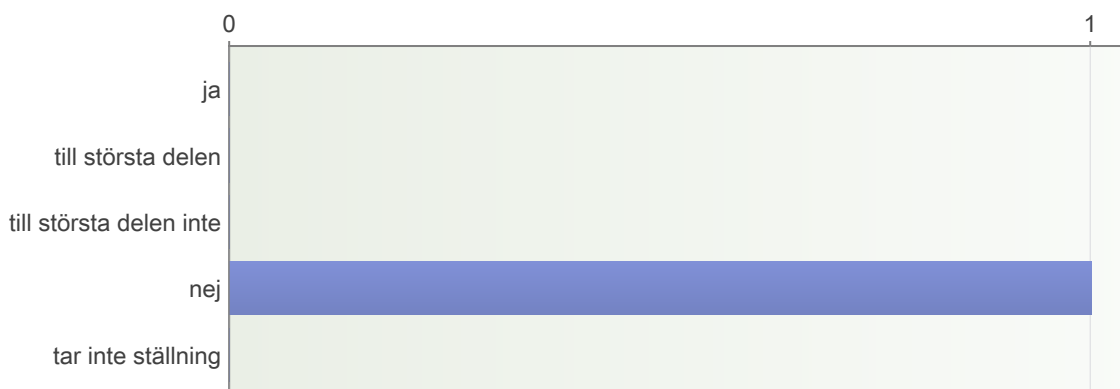 0 1
ja
till största delen
till största delen inte
nej
tar inte ställning